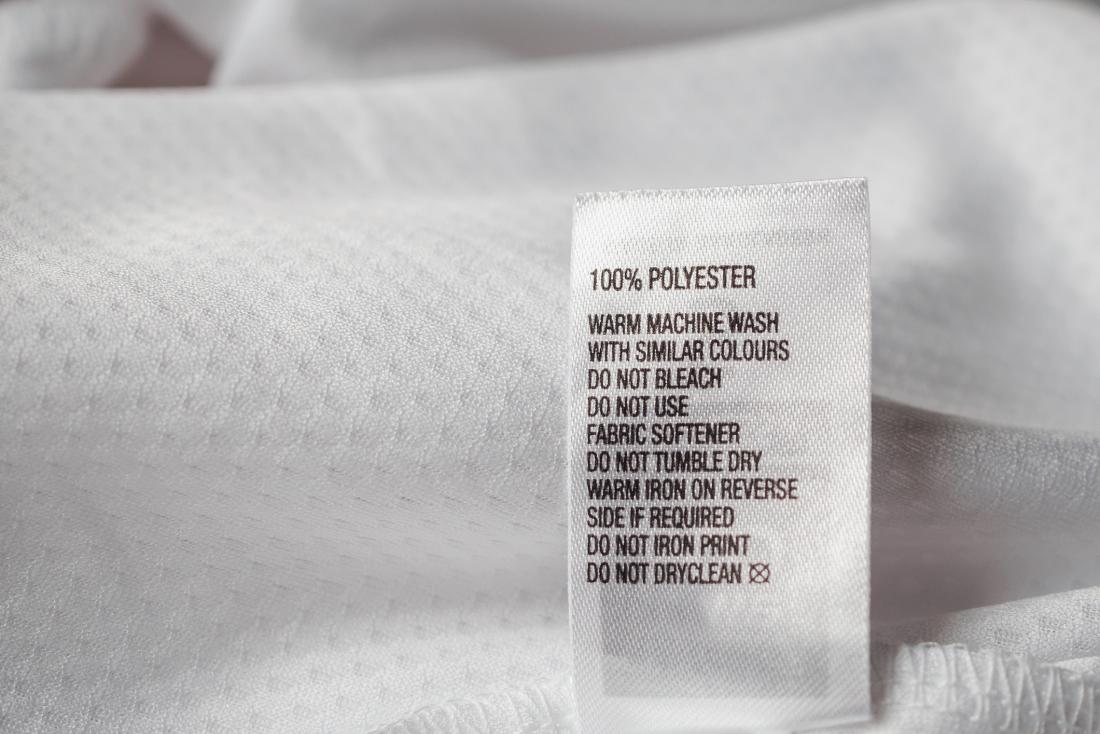 100% POLYESTER
WARM MACHINE WASH
WITH SIMILAR COLOURS
DO NOT BLEACH
DO NOT USE
FABRIC SOFTENER
DO NOT TUMBLE DRY
WARM IRON ON REVERSE
SIDE IF REQUIRED
DO NOT IRON PRINT
DO NOT DRYCLEAN